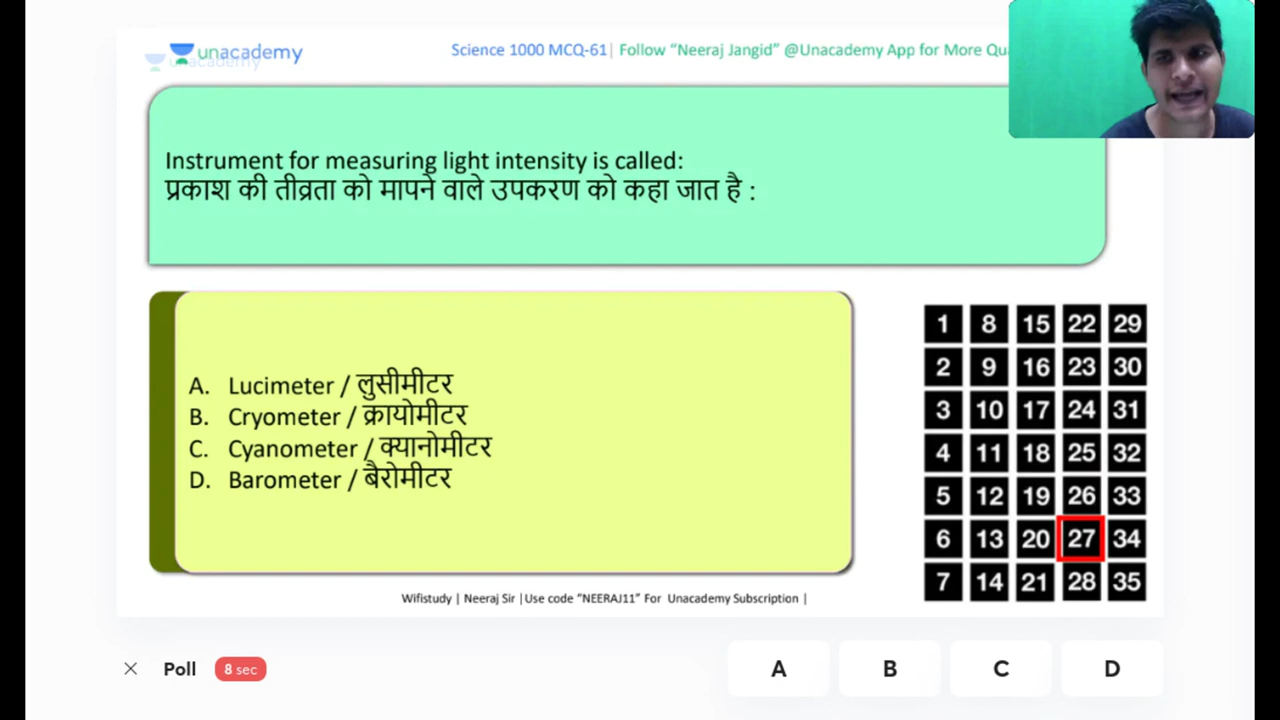 unacademy
unacademy
Science 1000 MCQ-61| Follow “Neeraj Jangid” @Unacademy App for More
Instrument for measuring light intensity is called:
प्रकाश की तीव्रता को मापने वाले उपकरण को कहा जात है :
A. Lucimeter / लुसीमीटर
B. Cryometer / क्रायोमीटर
C. Cyanometer / क्यानोमीटर
D. Barometer / बैरोमीटर
1 8 15 22 29
2 9 16 23 30
3 10 17 24 31
4 11 18 25 32
5 12 19 26 33
6 13 20 27 34
7 14 21 28 35
Wifistudy | Neeraj Sir |Use code “NEERAJ11” For Unacademy Subscription |
Poll 8 sec A B C D